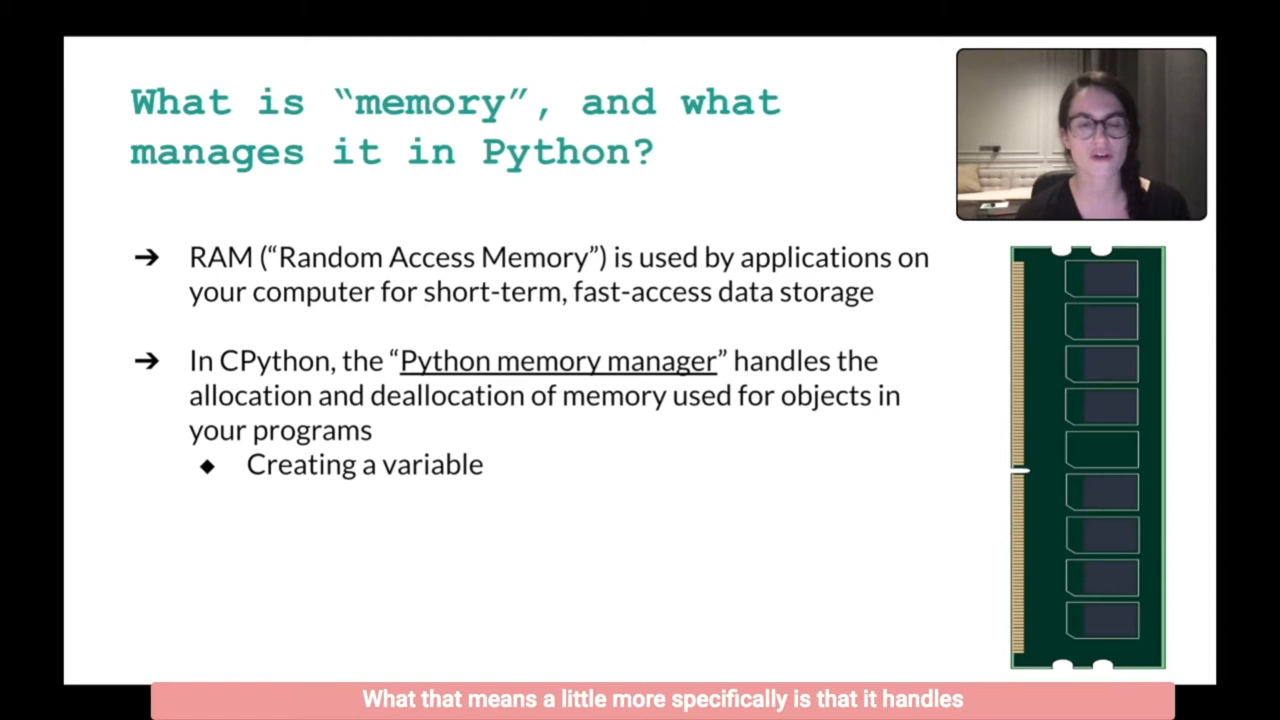 What is “memory”, and what
manages it in Python?
➔ RAM (“Random Access Memory”) is used by applications on
your computer for short-term, fast-access data storage
➔ In CPython, the “Python memory manager” handles the
allocation and deallocation of memory used for objects in
your programs
◆ Creating a variable
What that means a little more specifically is that it handles